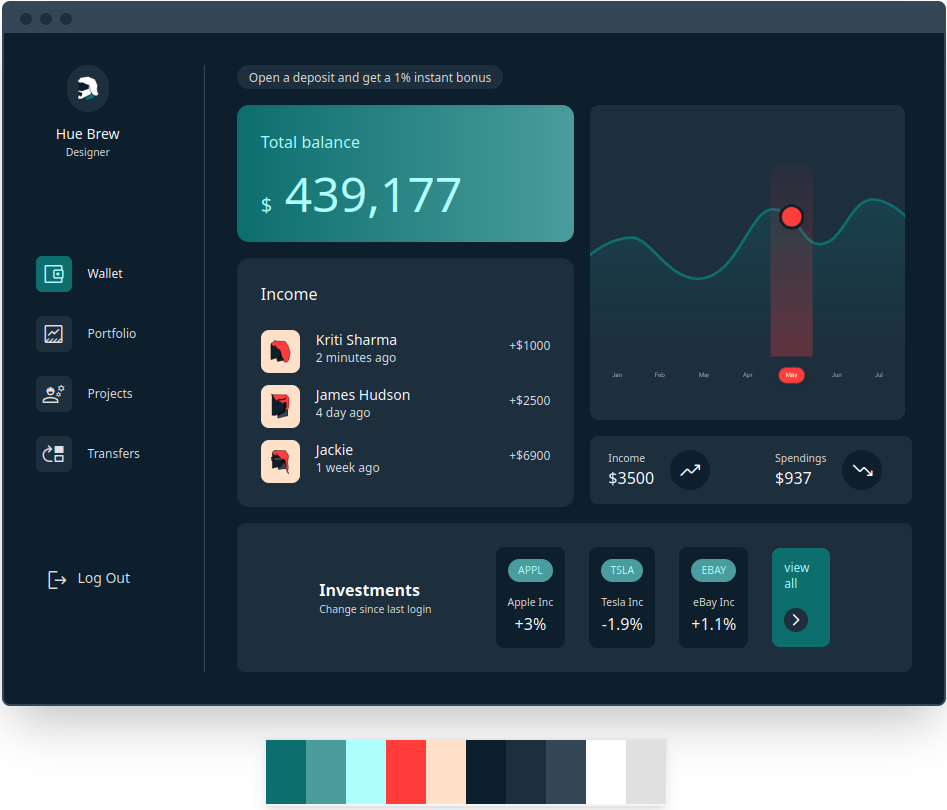 Hue Brew
Designer
Wallet
Portfolio
Projects
Transfers
Log Out
Open a deposit and get a 1% instant bonus
Total balance
$ 439,177
Income
Kriti Sharma
2 minutes ago
+$1000
James Hudson
4 day ago
+$2500
Jackie
1 week ago
+$6900
Jan Feb Mar Apr May Jun Jul
Income
$3500
Spendings
$937
Investments
Change since last login
APPL
Apple Inc
+3%
TSLA
Tesla Inc
-1.9%
EBAY
eBay Inc
+1.1%
view
all